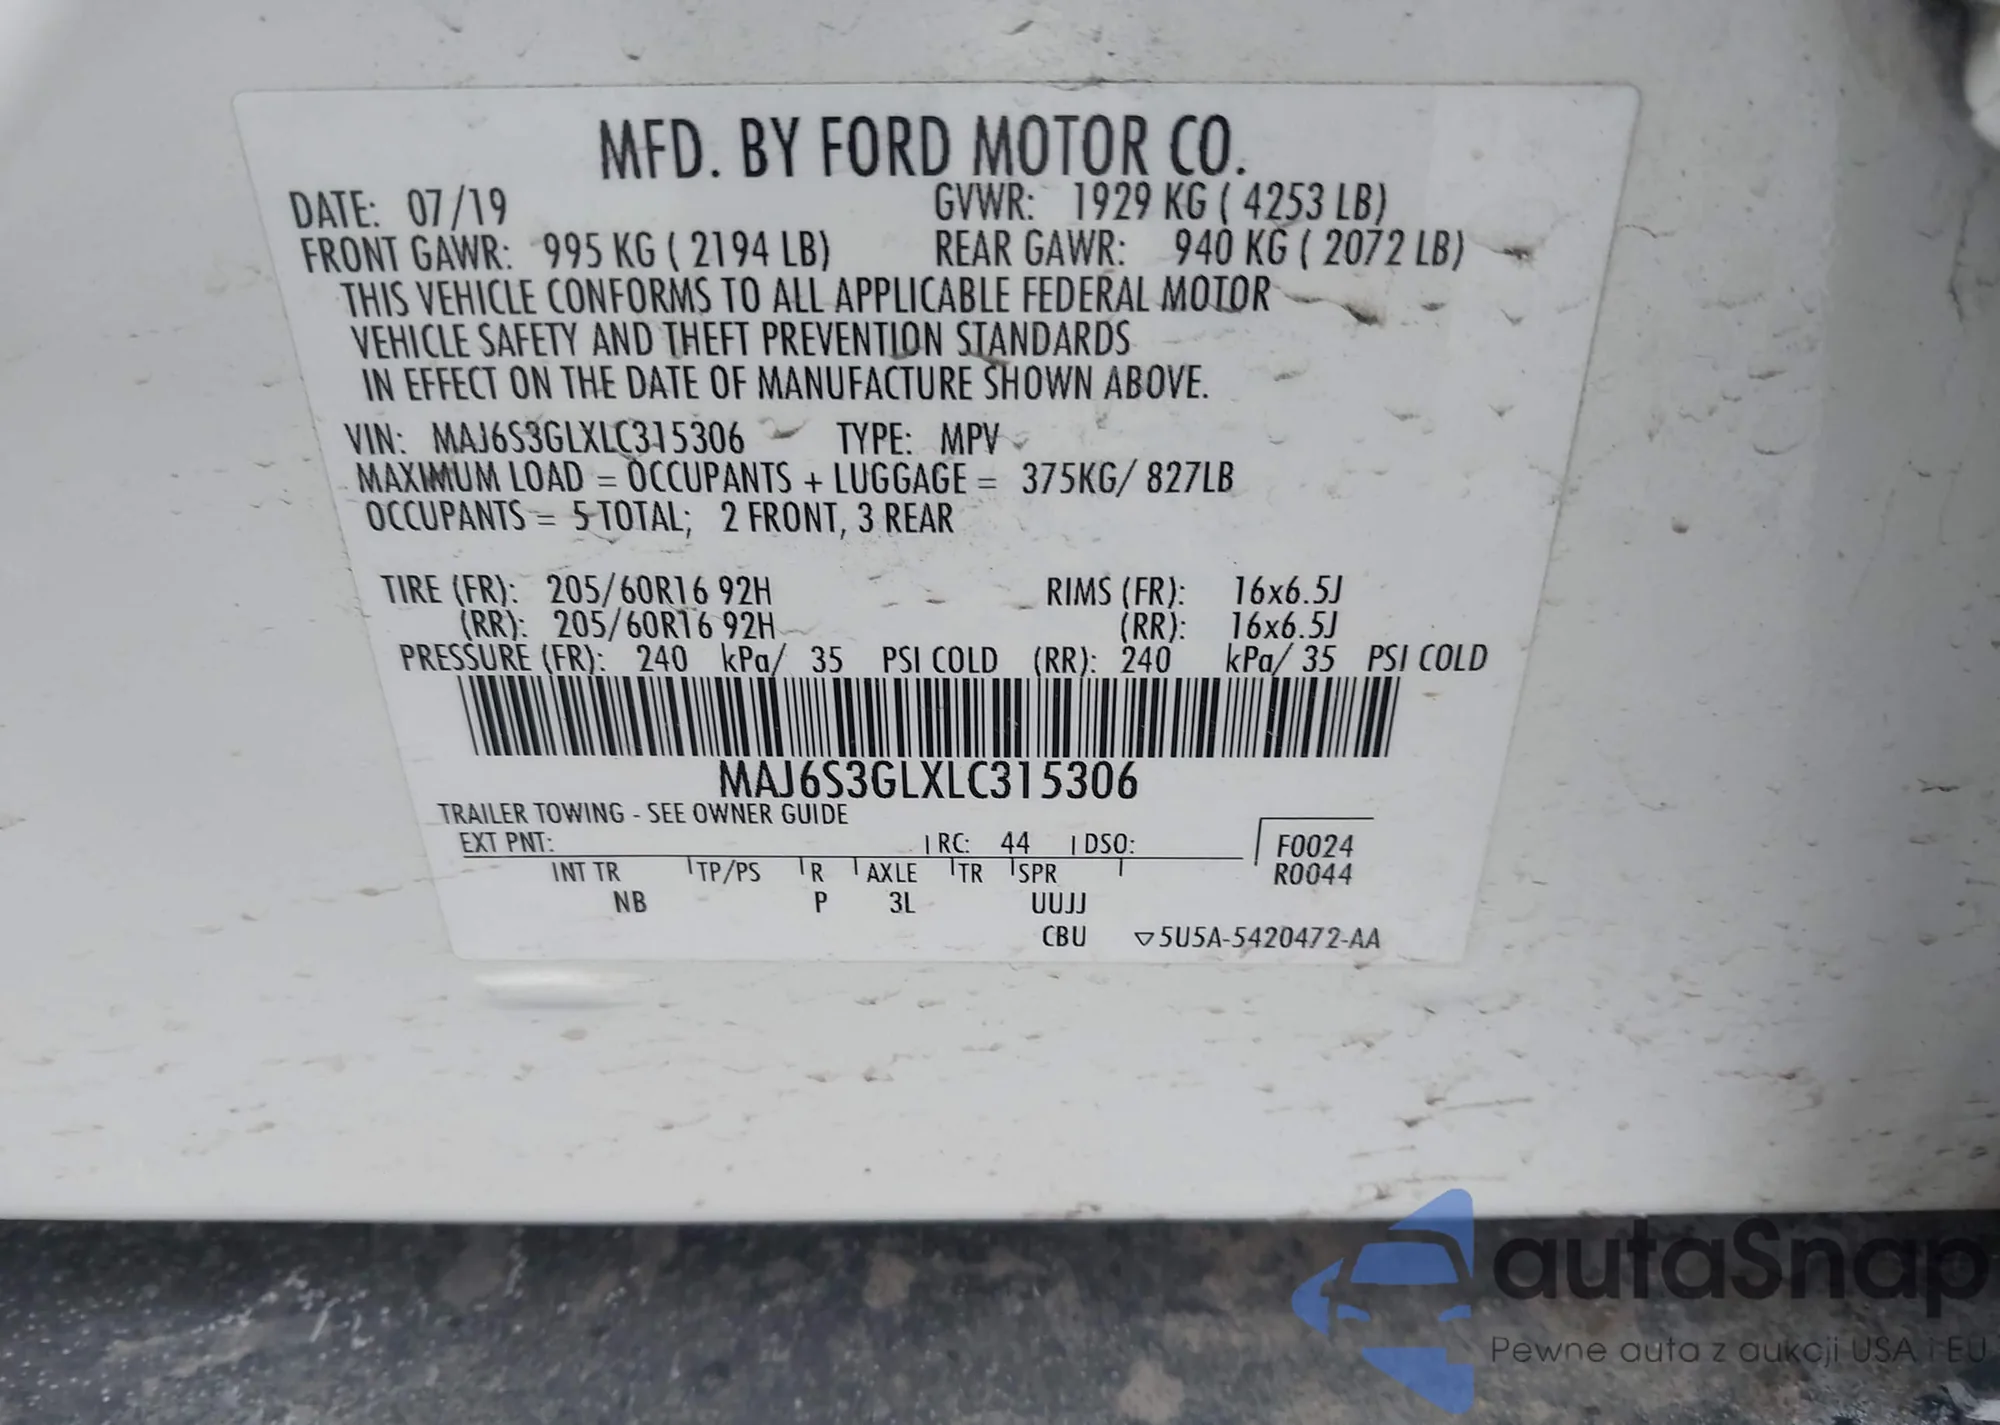 MFD. BY FORD MOTOR CO.
DATE: 07/19 GVWR: 1929 KG ( 4253 LB)
FRONT GAWR: 995 KG ( 2194 LB) REAR GAWR: 940 KG ( 2072 LB)
THIS VEHICLE CONFORMS TO ALL APPLICABLE FEDERAL MOTOR
VEHICLE SAFETY AND THEFT PREVENTION STANDARDS
IN EFFECT ON THE DATE OF MANUFACTURE SHOWN ABOVE.
VIN: MAJ6S3GLXLC315306 TYPE: MPV
MAXIMUM LOAD = OCCUPANTS + LUGGAGE = 375KG/ 827LB
OCCUPANTS = 5 TOTAL; 2 FRONT, 3 REAR
TIRE (FR): 205/60R16 92H RIMS (FR): 16x6.5J
(RR): 205/60R16 92H (RR): 16x6.5J
PRESSURE (FR): 240 kPa/ 35 PSI COLD (RR): 240 kPa/ 35 PSI COLD
MAJ6S3GLXLC315306
TRAILER TOWING - SEE OWNER GUIDE
EXT PNT: RC: 44 DSO: F0024
INT TR TP/PS R AXLE TR SPR R0044
NB P 3L UUJJ
CBU ▽5U5A-5420472-AA
autaSnap
Pewne auta z aukcji USA i EU